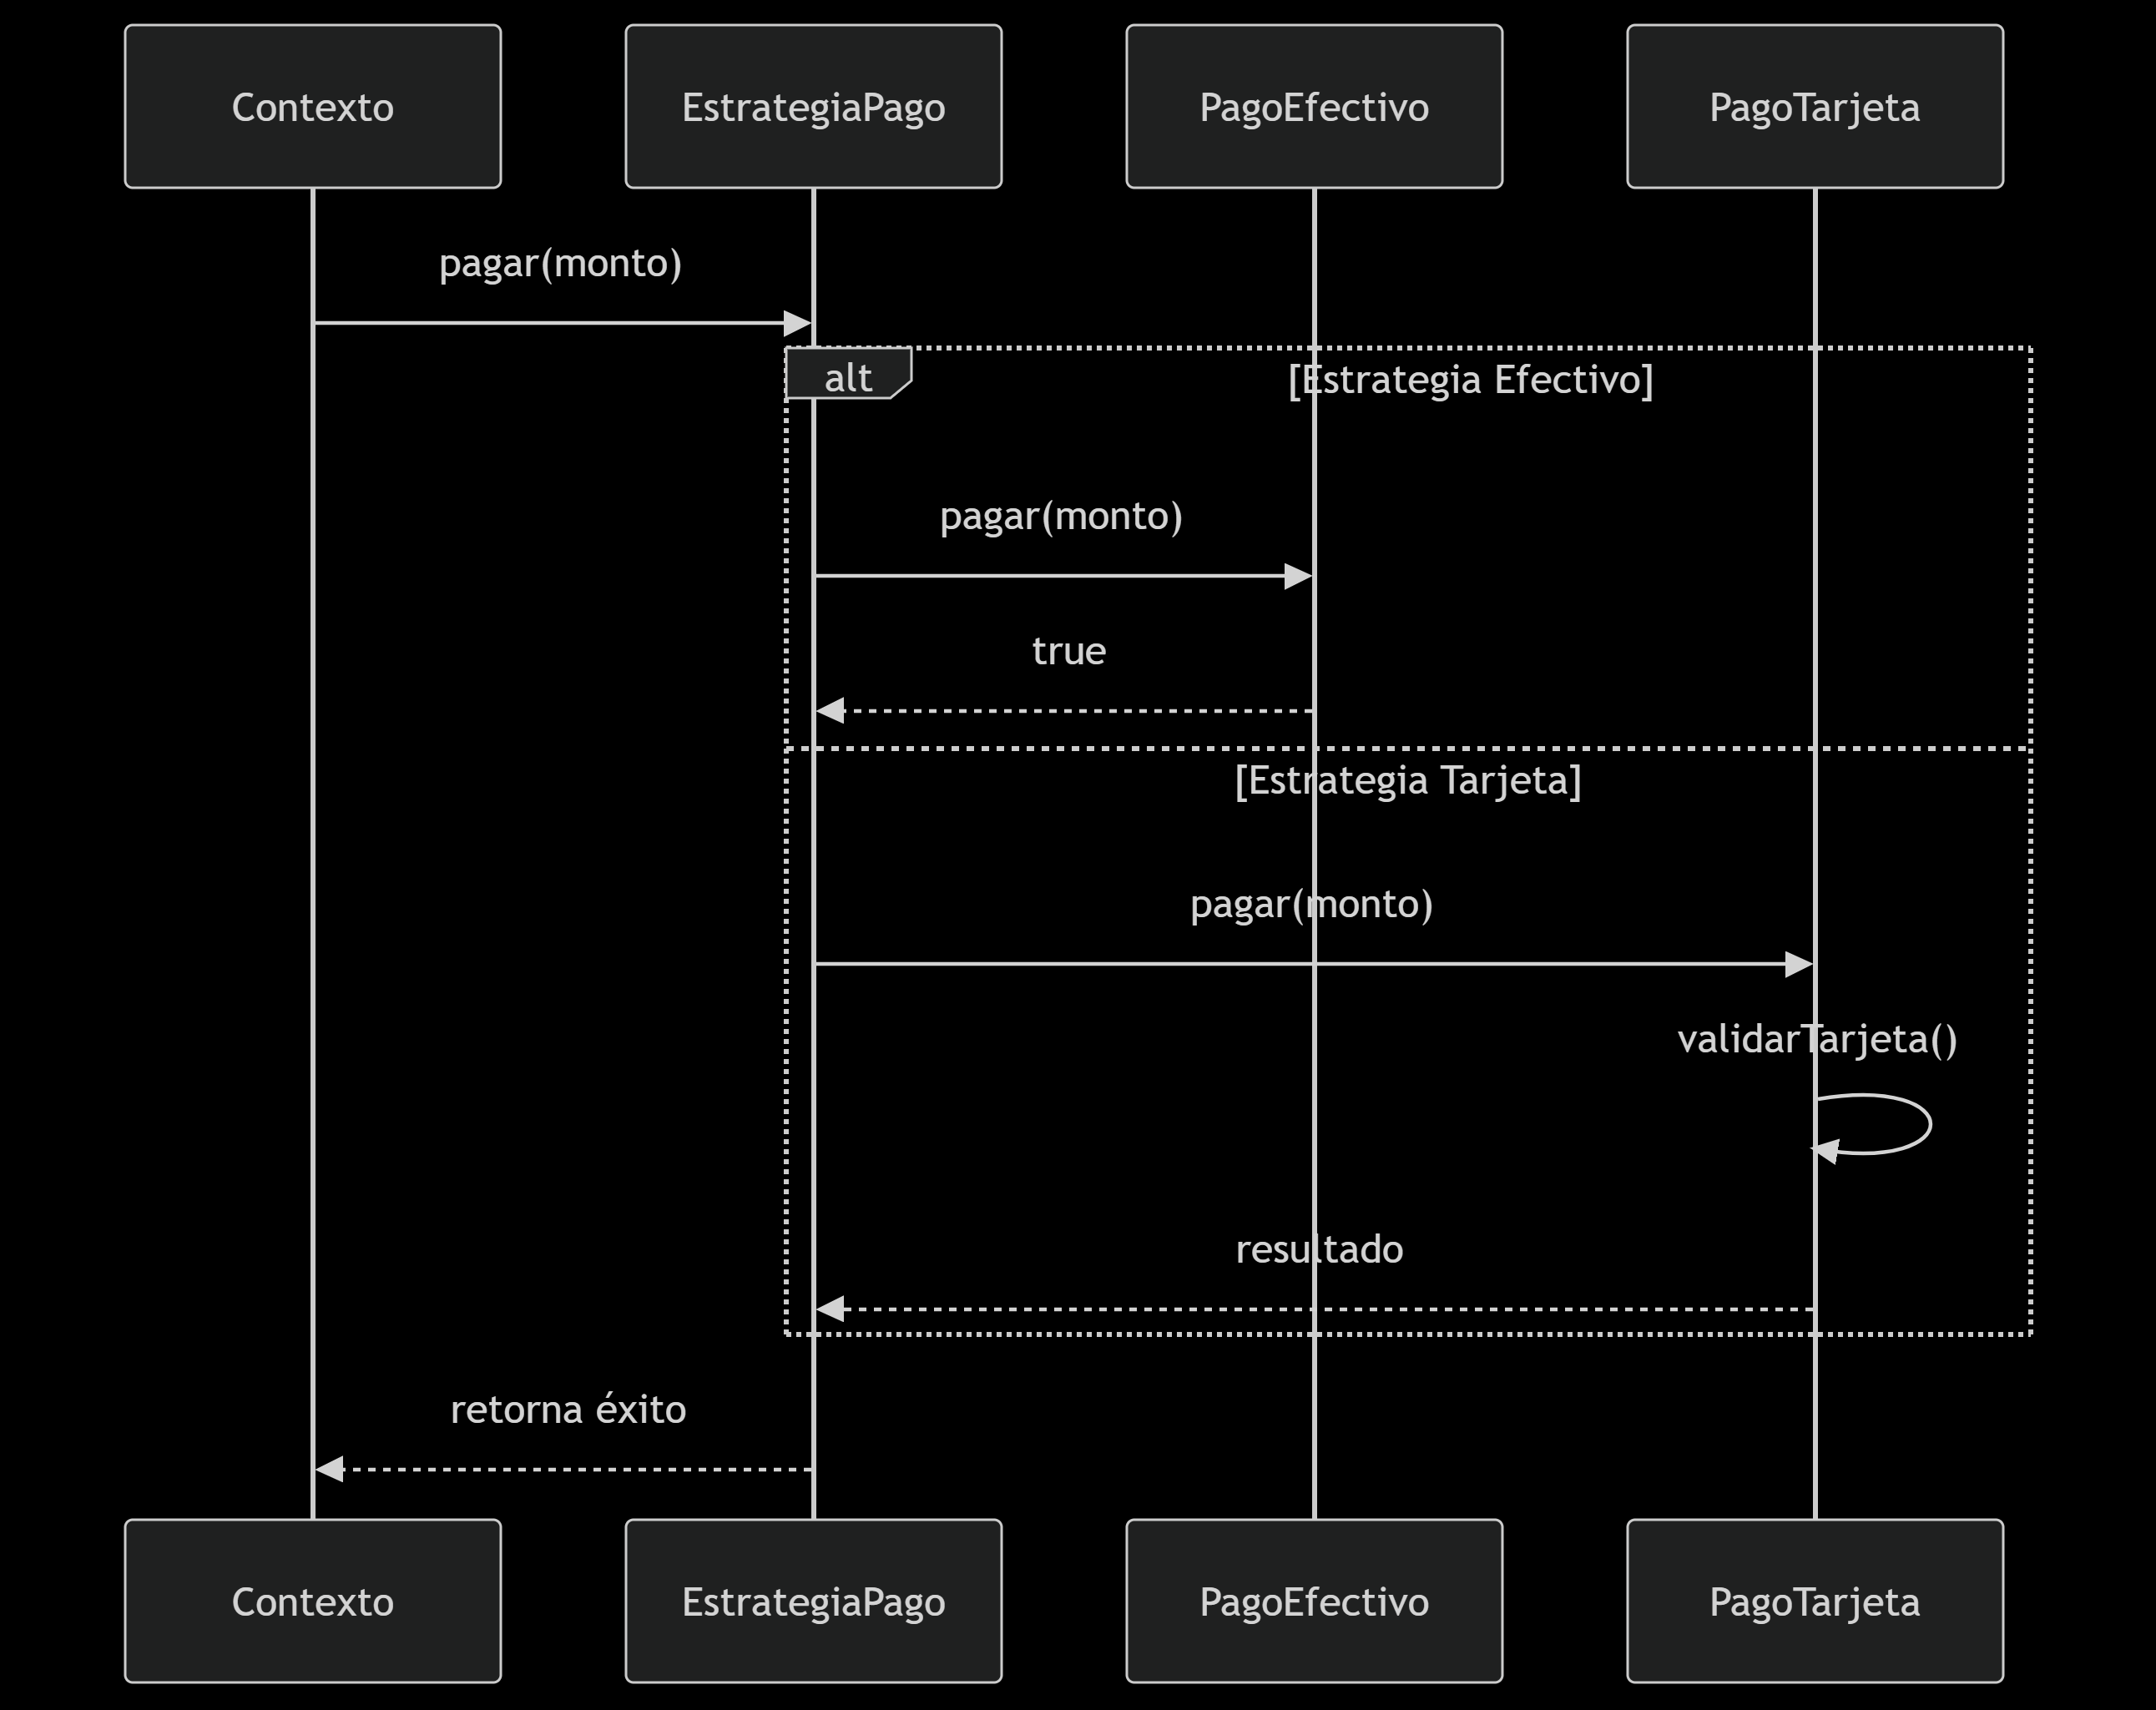 Contexto
EstrategiaPago
PagoEfectivo
PagoTarjeta
pagar(monto)
alt
[Estrategia Efectivo]
pagar(monto)
true
[Estrategia Tarjeta]
pagar(monto)
validarTarjeta()
resultado
retorna éxito
Contexto
EstrategiaPago
PagoEfectivo
PagoTarjeta